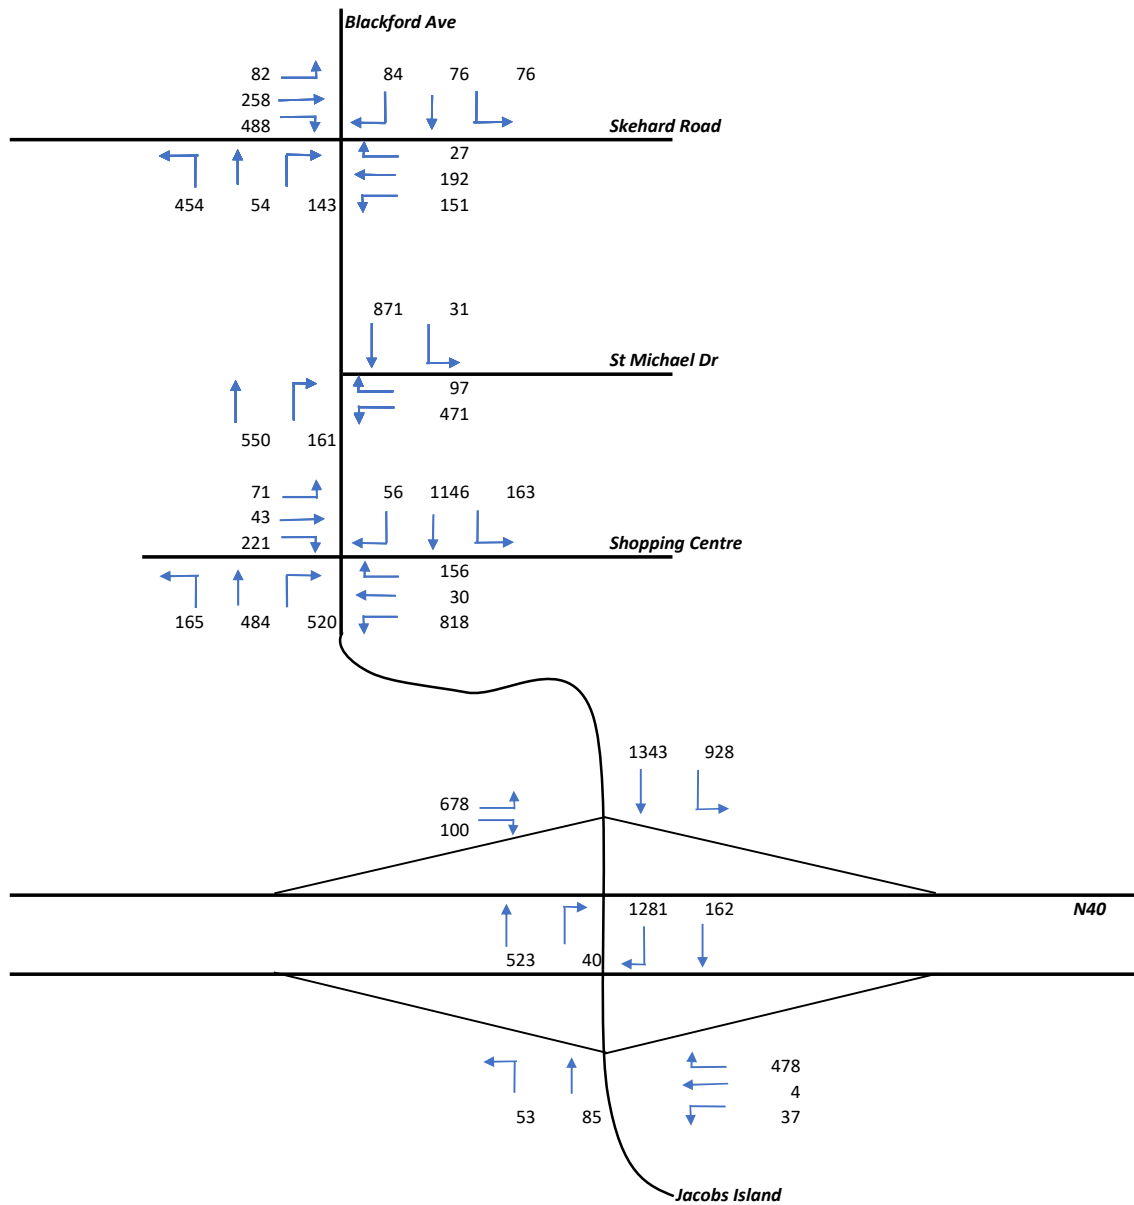 Blackford Ave
82 84 76 76
258
488 Skehard Road
27
192
454 54 143 151
871 31
St Michael Dr
97
471
550 161
71 56 1146 163
43
221 Shopping Centre
156
30
165 484 520 818
1343 928
678
100
1281 162 N40
523 40
478
4
53 85 37
Jacobs Island